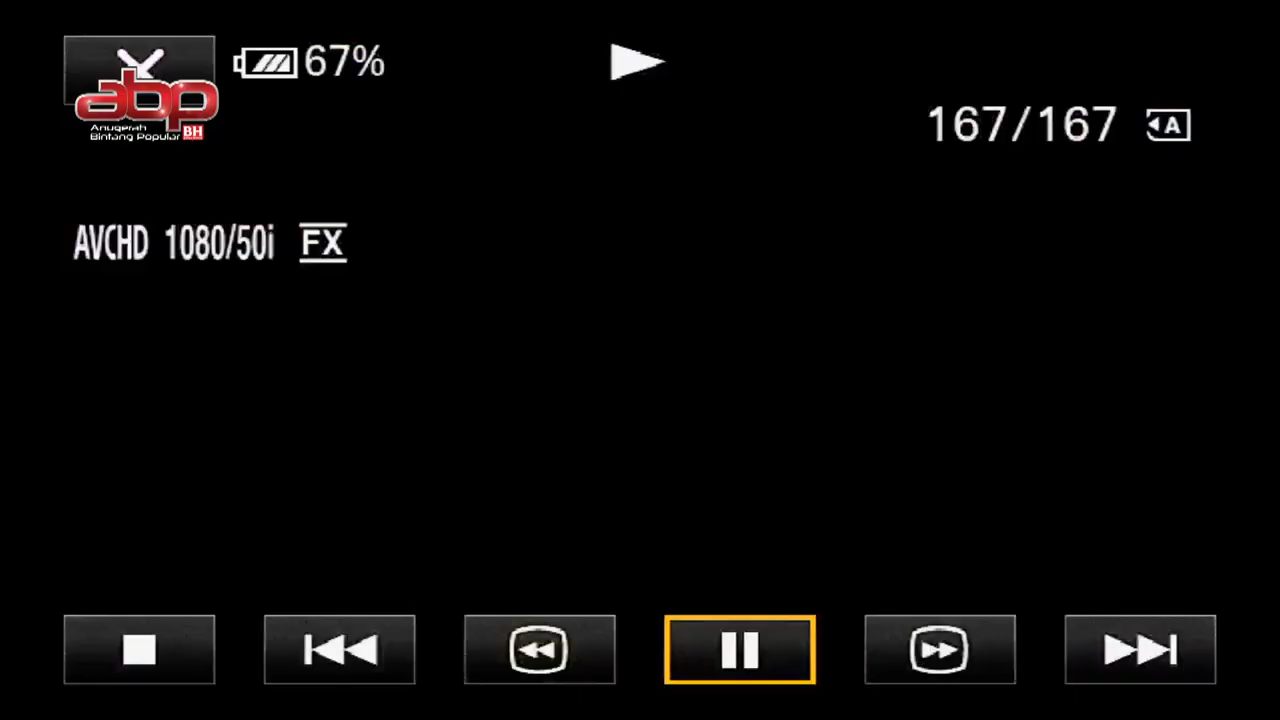 67%
167/167 A
abp
Anugerah
Bintang Popular BH
AVCHD 1080/50i FX